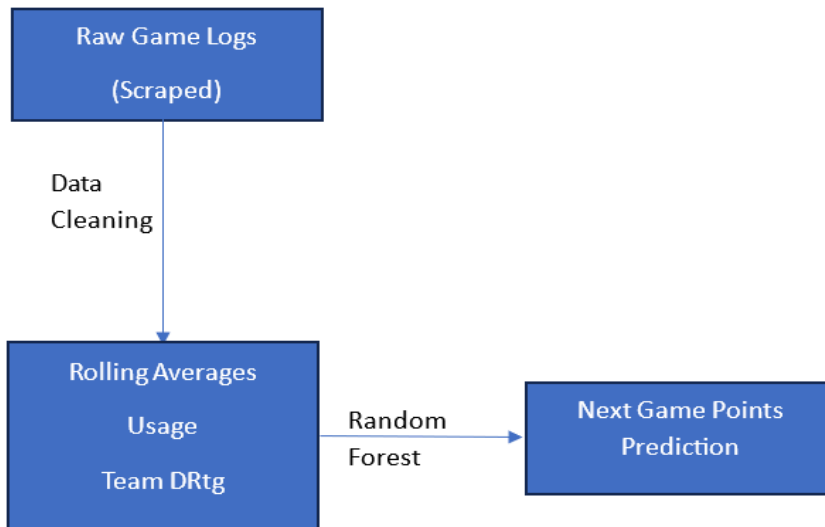 Raw Game Logs
(Scraped)
Data
Cleaning
Rolling Averages
Usage
Team DRtg
Random
Forest
Next Game Points
Prediction